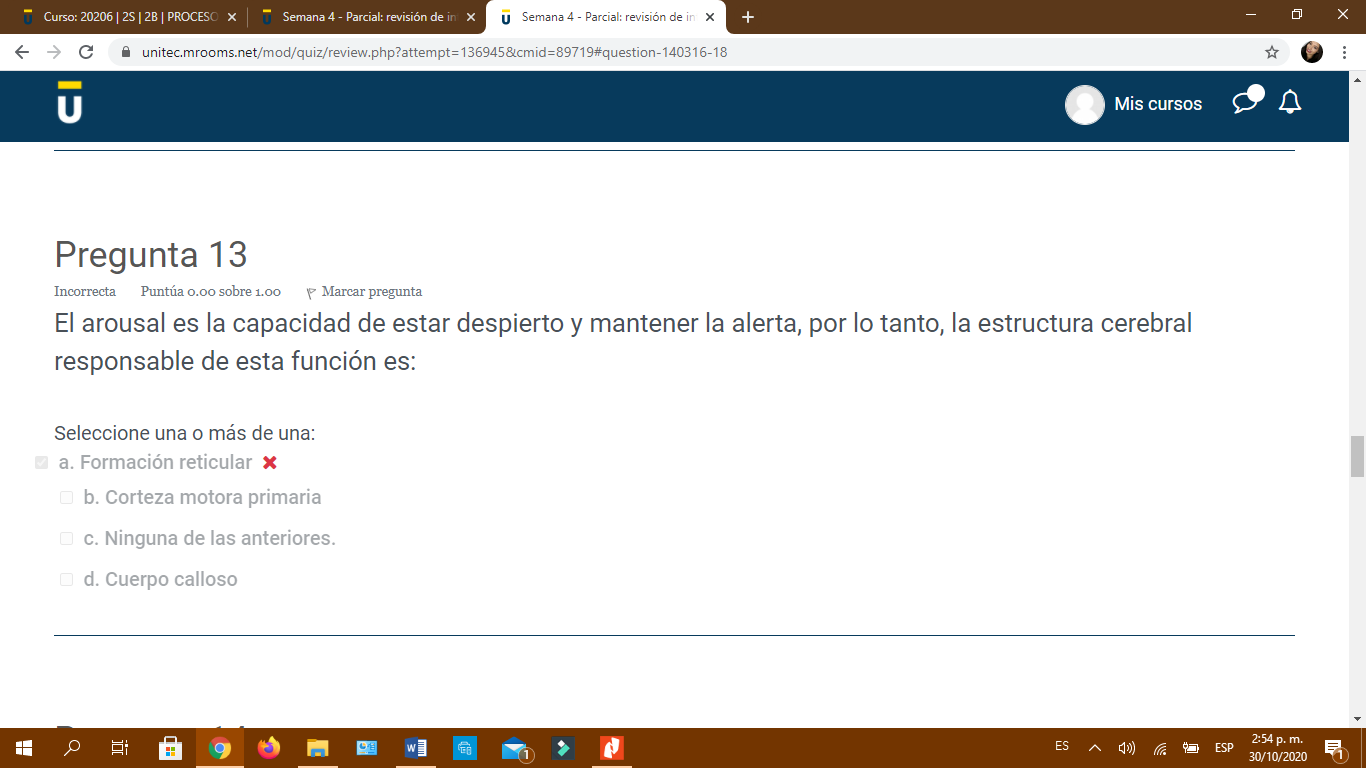 Curso: 20206 | 2S | 2B | PROCESO
Semana 4 - Parcial: revisión de in
Semana 4 - Parcial: revisión de in
unitec.mrooms.net/mod/quiz/review.php?attempt=136945&cmid=89719#question-140316-18
Mis cursos
Pregunta 13
Incorrecta Puntúa 0.00 sobre 1.00 Marcar pregunta
El arousal es la capacidad de estar despierto y mantener la alerta, por lo tanto, la estructura cerebral
responsable de esta función es:
Seleccione una o más de una:
a. Formación reticular
b. Corteza motora primaria
c. Ninguna de las anteriores.
d. Cuerpo calloso
ES
ESP
2:54 p. m.
30/10/2020
1
1